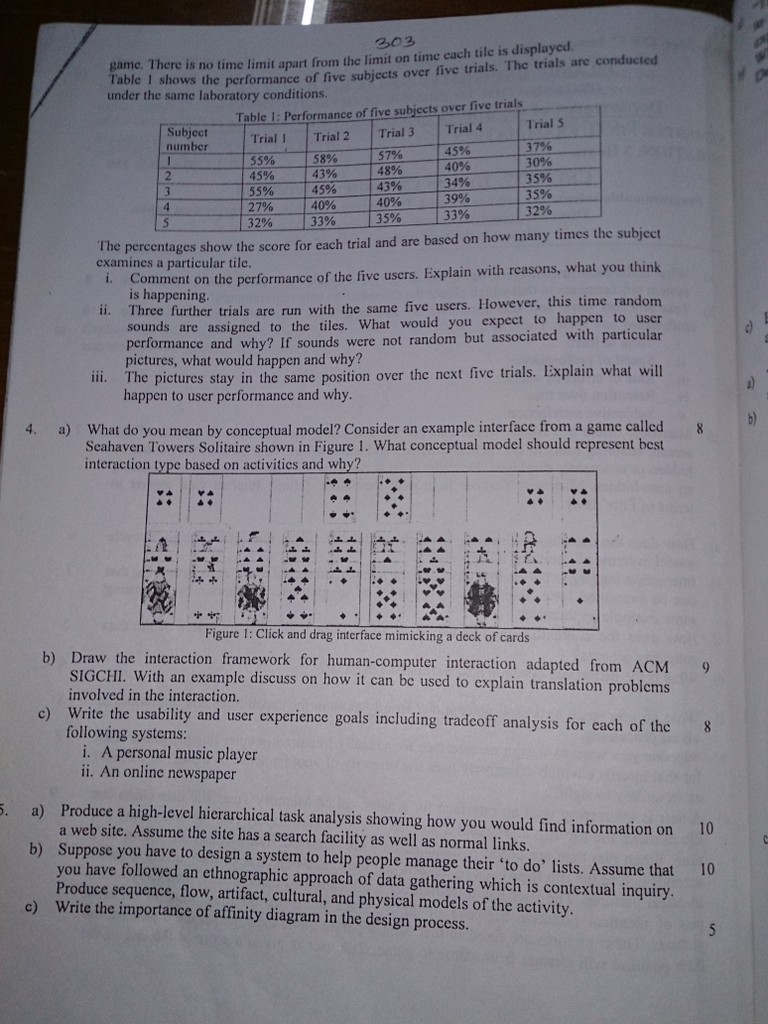 303
game. There is no time limit apart from the limit on time each tile is displayed.
Table 1 shows the performance of five subjects over five trials. The trials are conducted
under the same laboratory conditions.
Table 1: Performance of five subjects over five trials
Subject number Trial 1 Trial 2 Trial 3 Trial 4 Trial 5
1 55% 58% 57% 45% 37%
2 45% 43% 48% 40% 30%
3 55% 45% 43% 34% 35%
4 27% 40% 40% 39% 35%
5 32% 33% 35% 33% 32%
The percentages show the score for each trial and are based on how many times the subject
examines a particular tile.
i. Comment on the performance of the five users. Explain with reasons, what you think
is happening.
ii. Three further trials are run with the same five users. However, this time random
sounds are assigned to the tiles. What would you expect to happen to user
performance and why? If sounds were not random but associated with particular
pictures, what would happen and why?
iii. The pictures stay in the same position over the next five trials. Explain what will
happen to user performance and why.
4. a) What do you mean by conceptual model? Consider an example interface from a game called 8
Seahaven Towers Solitaire shown in Figure 1. What conceptual model should represent best
interaction type based on activities and why?
Figure 1: Click and drag interface mimicking a deck of cards
b) Draw the interaction framework for human-computer interaction adapted from ACM 9
SIGCHI. With an example discuss on how it can be used to explain translation problems
involved in the interaction.
c) Write the usability and user experience goals including tradeoff analysis for each of the 8
following systems:
i. A personal music player
ii. An online newspaper
5. a) Produce a high-level hierarchical task analysis showing how you would find information on 10
a web site. Assume the site has a search facility as well as normal links.
b) Suppose you have to design a system to help people manage their 'to do' lists. Assume that 10
you have followed an ethnographic approach of data gathering which is contextual inquiry.
Produce sequence, flow, artifact, cultural, and physical models of the activity.
c) Write the importance of affinity diagram in the design process. 5
c)
a)
b)